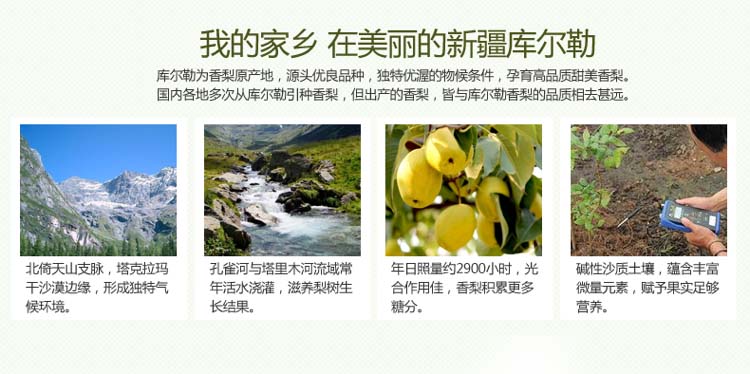 我的家乡 在美丽的新疆库尔勒
库尔勒为香梨原产地，源头优良品种，独特优渥的物候条件，孕育高品质甜美香梨。
国内各地多次从库尔勒引种香梨，但出产的香梨，皆与库尔勒香梨的品质相去甚远。
北倚天山支脉，塔克拉玛
干沙漠边缘，形成独特气
候环境。
孔雀河与塔里木河流域常
年活水浇灌，滋养梨树生
长结果。
年日照量约2900小时，光
合作用佳，香梨积累更多
糖分。
碱性沙质土壤，蕴含丰富
微量元素，赋予果实足够
营养。